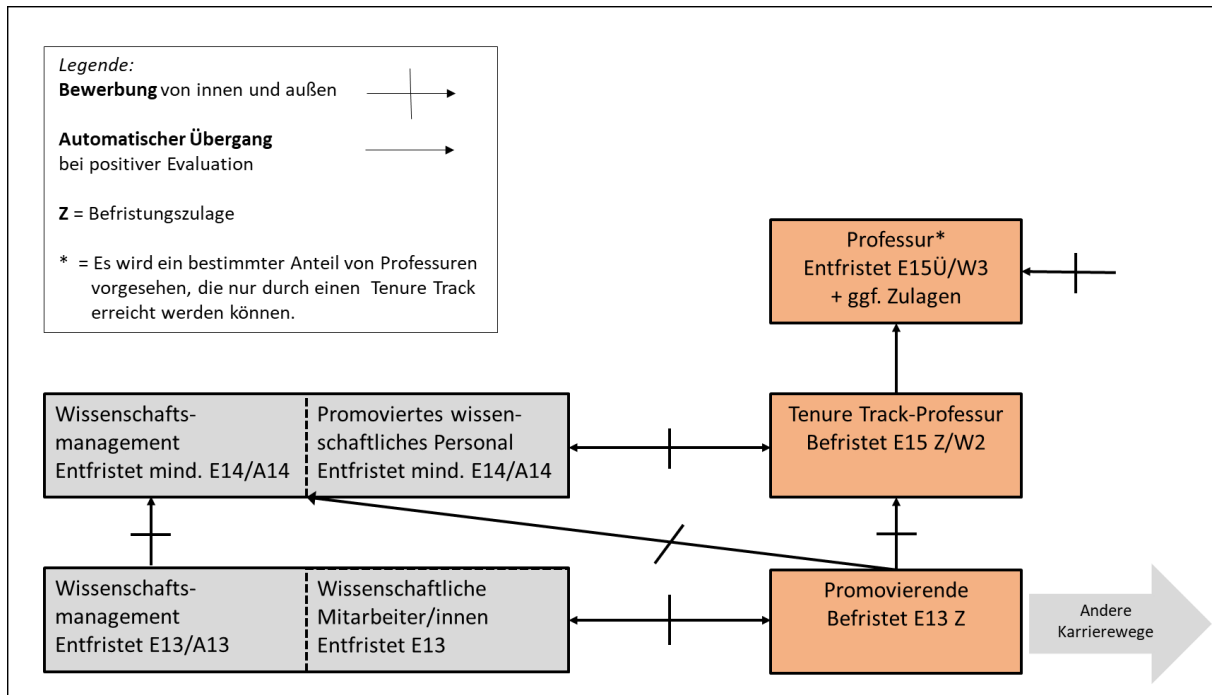 Legende:
Bewerbung von innen und außen
Automatischer Übergang
bei positiver Evaluation
Z = Befristungszulage
* = Es wird ein bestimmter Anteil von Professuren
vorgesehen, die nur durch einen Tenure Track
erreicht werden können.
Professur*
Entfristet E15Ü/W3
+ ggf. Zulagen
Wissenschafts-
management
Entfristet mind. E14/A14
Promoviertes wissen-
schaftliches Personal
Entfristet mind. E14/A14
Tenure Track-Professur
Befristet E15 Z/W2
Wissenschafts-
management
Entfristet E13/A13
Wissenschaftliche
Mitarbeiter/innen
Entfristet E13
Promovierende
Befristet E13 Z
Andere
Karrierewege